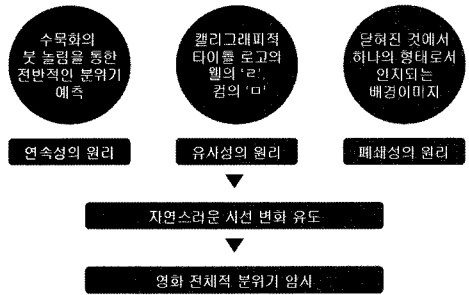 수묵화의
붓 놀림을 통한
전반적인 분위기
예측
캘리그래피적
타이틀 로고와
웰의 'ㄹ',
컴의 'ㅁ'
닫혀진 것에서
하나의 형태로서
인지되는
배경이미지
연속성의 원리
유사성의 원리
폐쇄성의 원리
자연스러운 시선 변화 유도
영화 전체적 분위기 암시